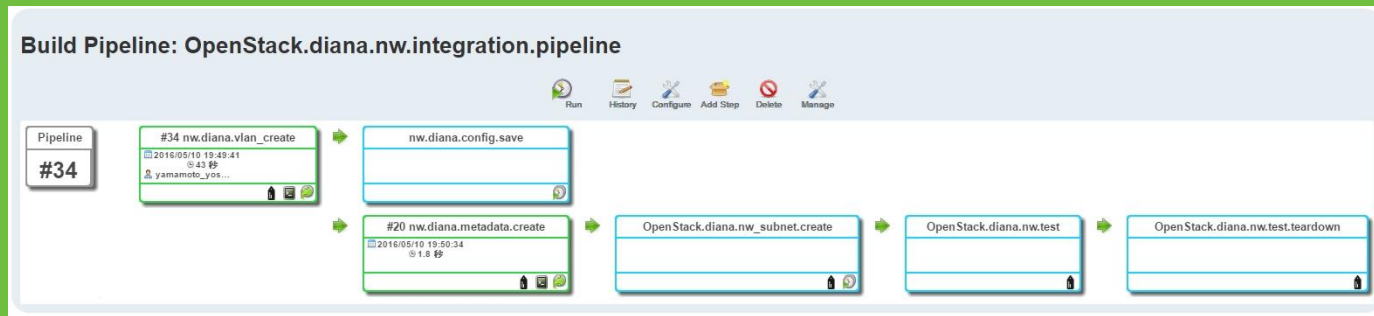 Build Pipeline: OpenStack.diana.nw.integration.pipeline
Run History Configure Add Step Delete Manage
Pipeline
#34
#34 nw.diana.vlan_create
2016/05/10 19:49:41
43 秒
yamamoto_yos...
nw.diana.config.save
#20 nw.diana.metadata.create
2016/05/10 19:50:34
1.8 秒
OpenStack.diana.nw_subnet.create
OpenStack.diana.nw.test
OpenStack.diana.nw.test.teardown